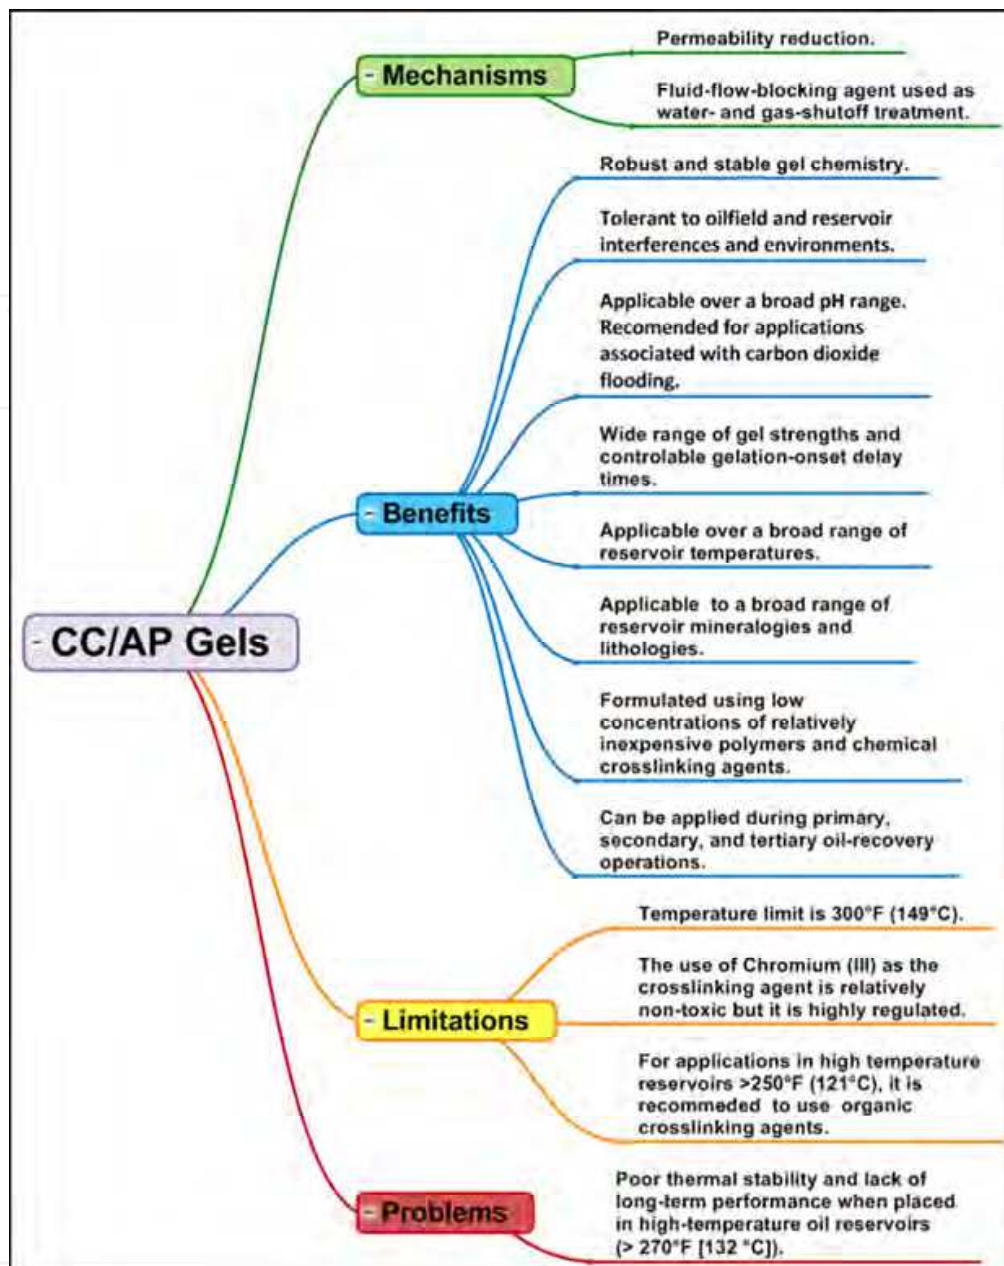 Mechanisms
Permeability reduction.
Fluid-flow-blocking agent used as
water- and gas-shutoff treatment.
Benefits
Robust and stable gel chemistry.
Tolerant to oilfield and reservoir
interferences and environments.
Applicable over a broad pH range.
Recomended for applications
associated with carbon dioxide
flooding.
Wide range of gel strengths and
controlable gelation-onset delay
times.
Applicable over a broad range of
reservoir temperatures.
Applicable to a broad range of
reservoir mineralogies and
lithologies.
Formulated using low
concentrations of relatively
inexpensive polymers and chemical
crosslinking agents.
Can be applied during primary,
secondary, and tertiary oil-recovery
operations.
CC/AP Gels
Limitations
Temperature limit is 300°F (149°C).
The use of Chromium (III) as the
crosslinking agent is relatively
non-toxic but it is highly regulated.
For applications in high temperature
reservoirs >250°F (121°C), it is
recommeded to use organic
crosslinking agents.
Problems
Poor thermal stability and lack of
long-term performance when placed
in high-temperature oil reservoirs
(> 270°F [132 °C]).